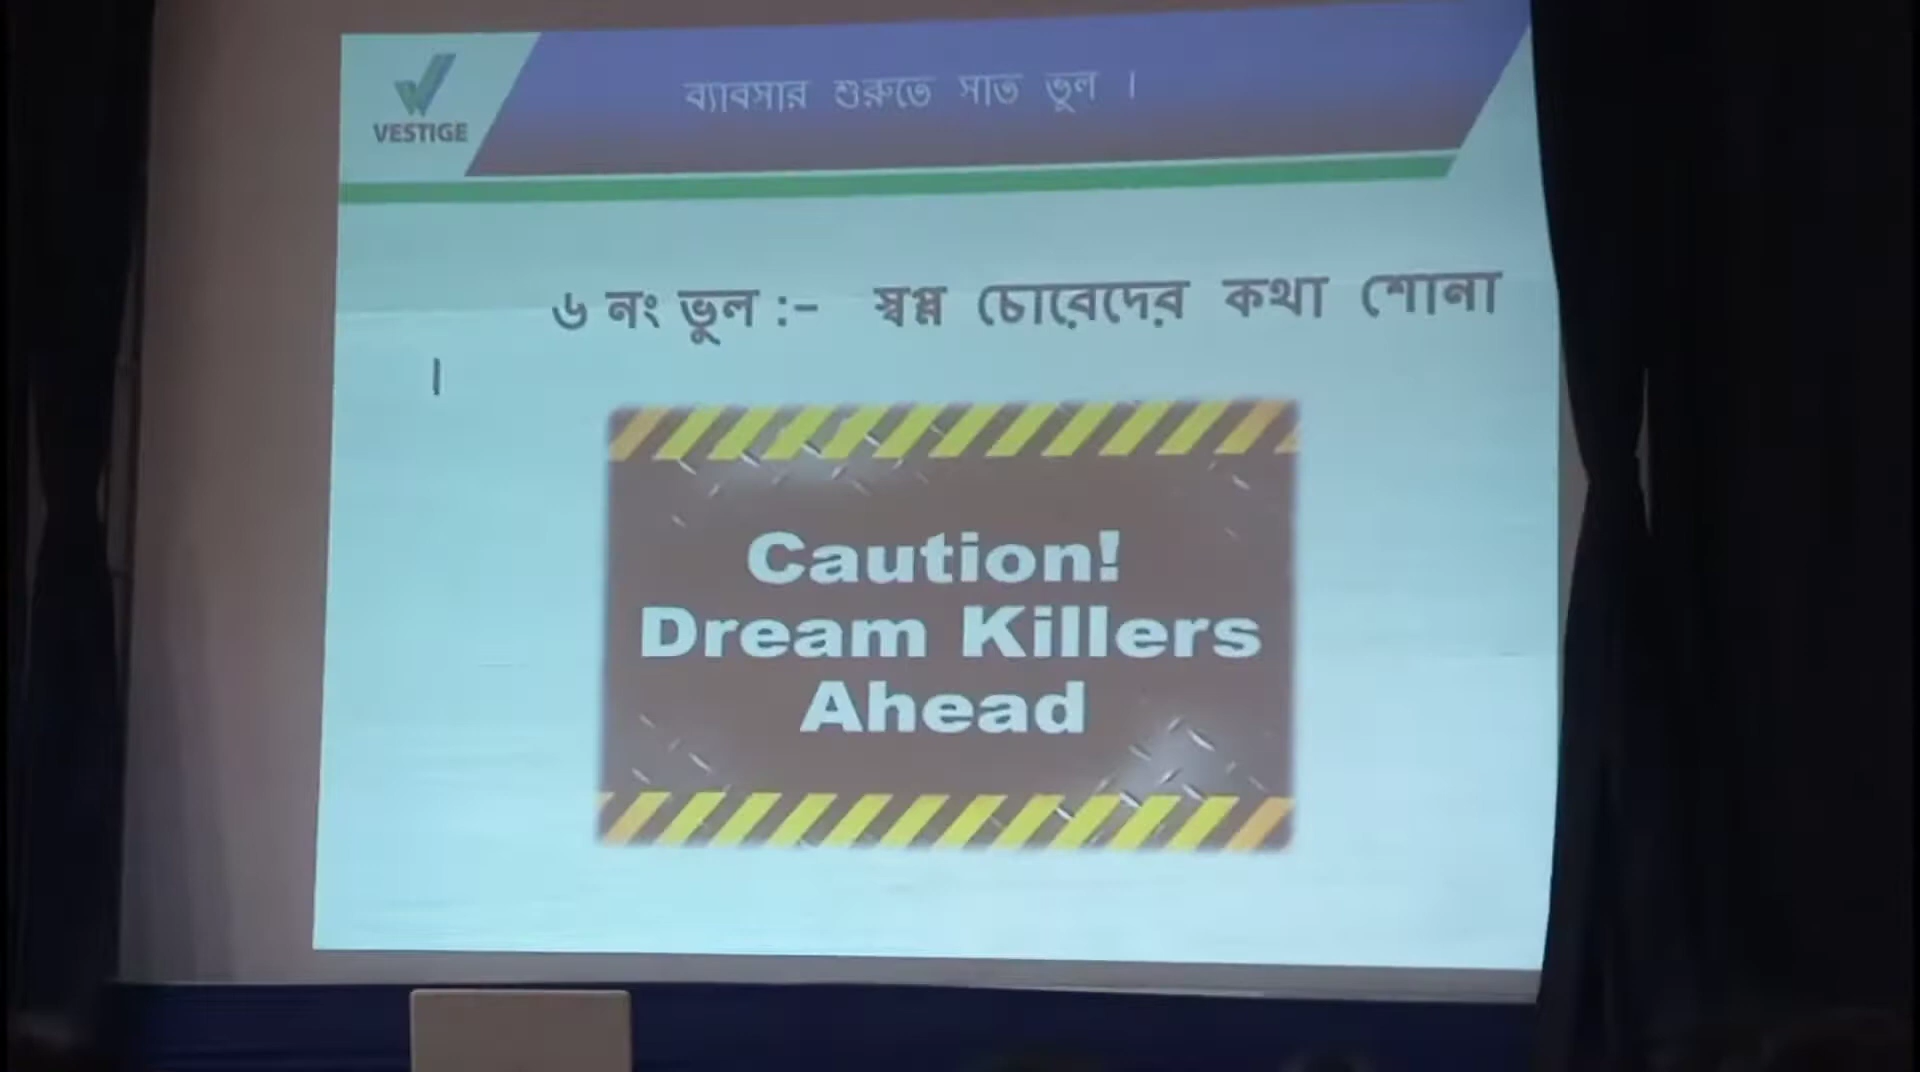 VESTIGE
ব্যাবসার শুরুতে সাত ভুল ।
৬ নং ভুল :- স্বপ্ন চোরেদের কথা শোনা
।
Caution!
Dream Killers
Ahead